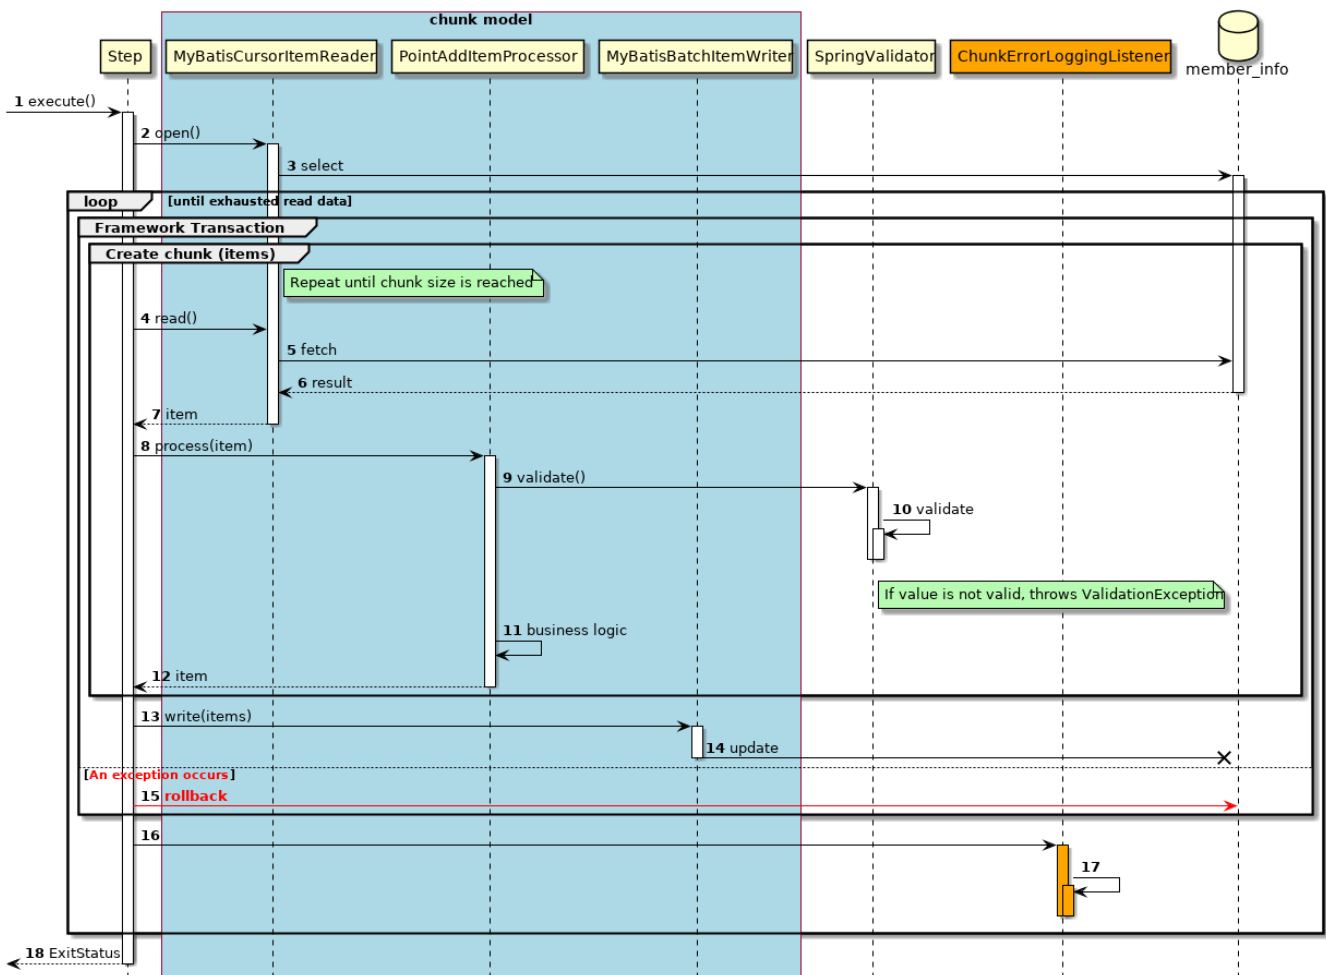 chunk model
Step
MyBatisCursorItemReader
PointAddItemProcessor
MyBatisBatchItemWriter
SpringValidator
ChunkErrorLoggingListener
member_info
1 execute()
2 open()
3 select
loop
[until exhausted read data]
Framework Transaction
Create chunk (items)
Repeat until chunk size is reached
4 read()
5 fetch
6 result
7 item
8 process(item)
9 validate()
10 validate
If value is not valid, throws ValidationException
11 business logic
12 item
13 write(items)
14 update
[An exception occurs]
15 rollback
16
17
18 ExitStatus